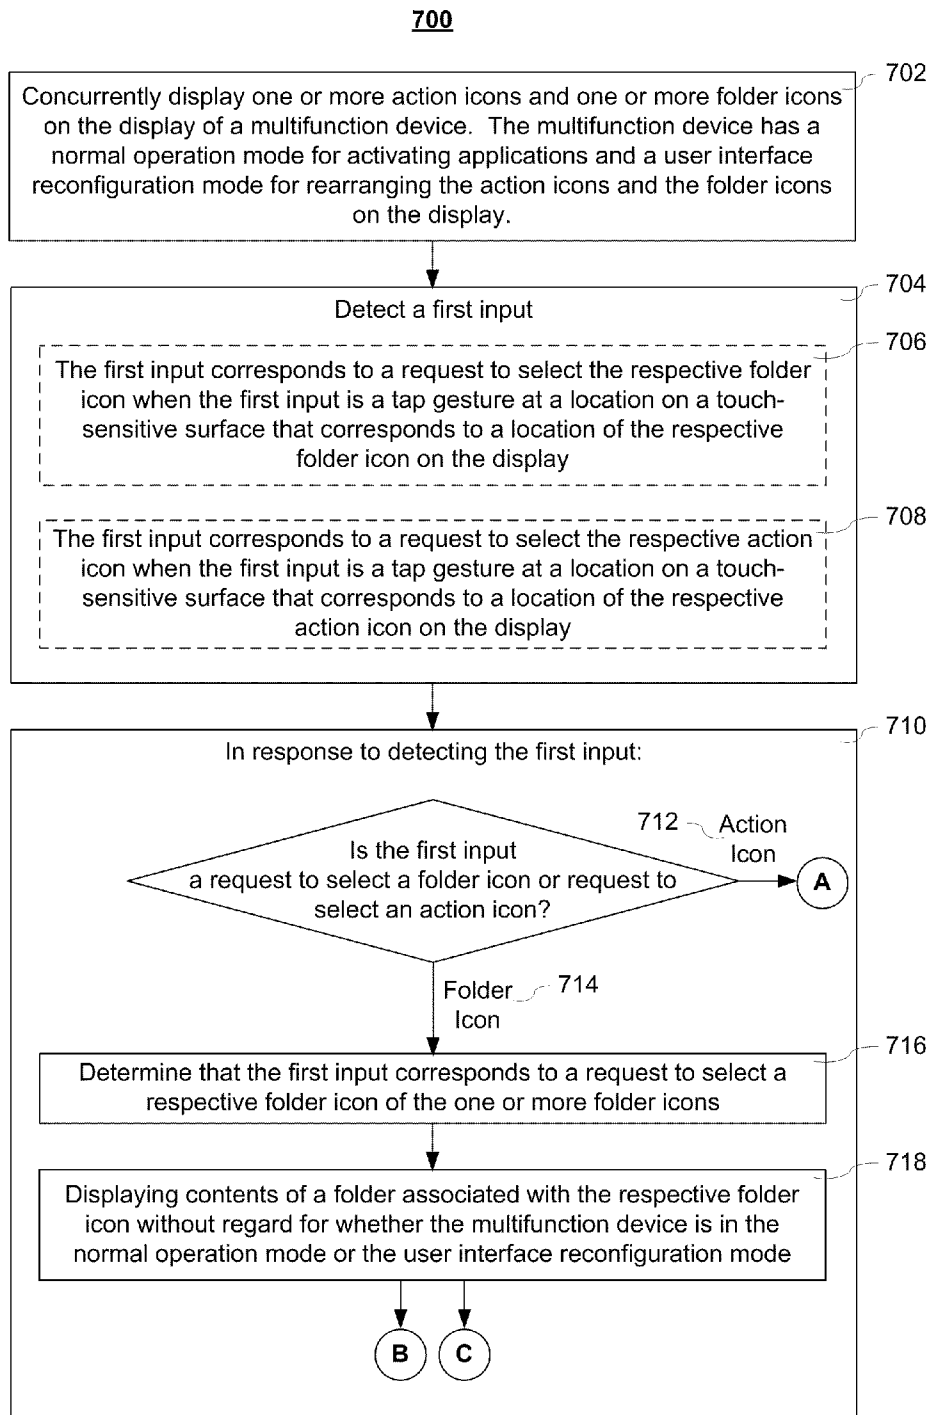 700
702
Concurrently display one or more action icons and one or more folder icons
on the display of a multifunction device. The multifunction device has a
normal operation mode for activating applications and a user interface
reconfiguration mode for rearranging the action icons and the folder icons
on the display.
704
Detect a first input
706
The first input corresponds to a request to select the respective folder
icon when the first input is a tap gesture at a location on a touch-
sensitive surface that corresponds to a location of the respective
folder icon on the display
708
The first input corresponds to a request to select the respective action
icon when the first input is a tap gesture at a location on a touch-
sensitive surface that corresponds to a location of the respective
action icon on the display
710
In response to detecting the first input:
712
Action
Icon
Is the first input
a request to select a folder icon or request to
select an action icon?
A
Folder
Icon
714
716
Determine that the first input corresponds to a request to select a
respective folder icon of the one or more folder icons
718
Displaying contents of a folder associated with the respective folder
icon without regard for whether the multifunction device is in the
normal operation mode or the user interface reconfiguration mode
B
C